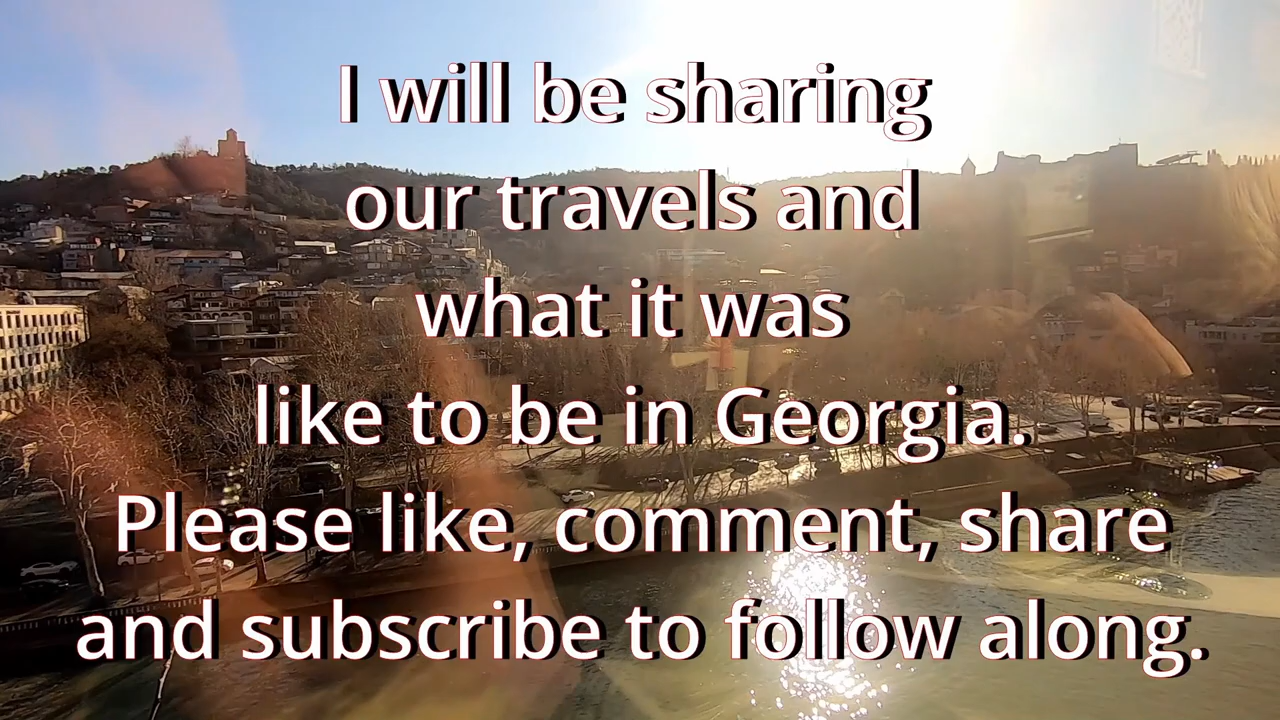 I will be sharing
our travels and
what it was
like to be in Georgia.
Please like, comment, share
and subscribe to follow along.